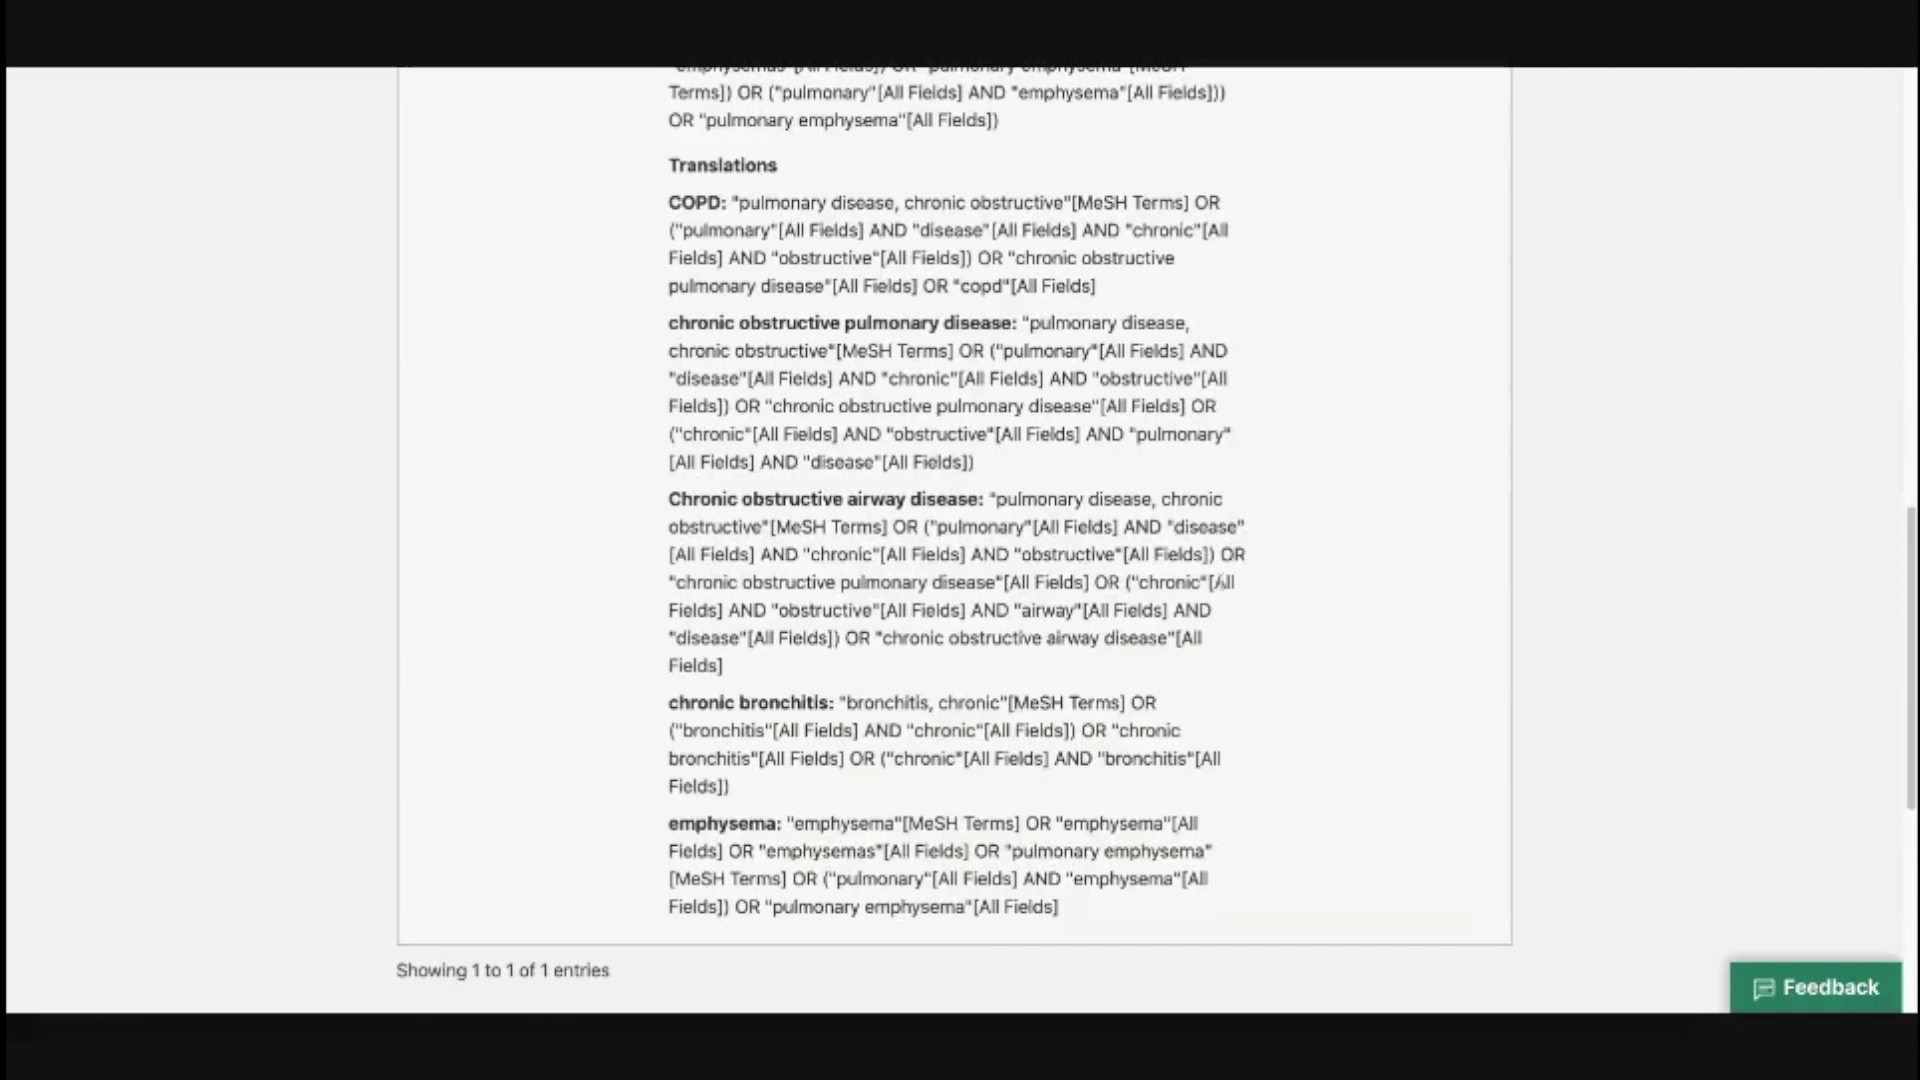 "emphysemas"[All Fields]) OR "pulmonary emphysema"[MeSH
Terms]) OR ("pulmonary"[All Fields] AND "emphysema"[All Fields]))
OR "pulmonary emphysema"[All Fields])
Translations
COPD: "pulmonary disease, chronic obstructive"[MeSH Terms] OR
("pulmonary"[All Fields] AND "disease"[All Fields] AND "chronic"[All
Fields] AND "obstructive"[All Fields]) OR "chronic obstructive
pulmonary disease"[All Fields] OR "copd"[All Fields]
chronic obstructive pulmonary disease: "pulmonary disease,
chronic obstructive"[MeSH Terms] OR ("pulmonary"[All Fields] AND
"disease"[All Fields] AND "chronic"[All Fields] AND "obstructive"[All
Fields]) OR "chronic obstructive pulmonary disease"[All Fields] OR
("chronic"[All Fields] AND "obstructive"[All Fields] AND "pulmonary"
[All Fields] AND "disease"[All Fields])
Chronic obstructive airway disease: "pulmonary disease, chronic
obstructive"[MeSH Terms] OR ("pulmonary"[All Fields] AND "disease"
[All Fields] AND "chronic"[All Fields] AND "obstructive"[All Fields]) OR
"chronic obstructive pulmonary disease"[All Fields] OR ("chronic"[All
Fields] AND "obstructive"[All Fields] AND "airway"[All Fields] AND
"disease"[All Fields]) OR "chronic obstructive airway disease"[All
Fields]
chronic bronchitis: "bronchitis, chronic"[MeSH Terms] OR
("bronchitis"[All Fields] AND "chronic"[All Fields]) OR "chronic
bronchitis"[All Fields] OR ("chronic"[All Fields] AND "bronchitis"[All
Fields])
emphysema: "emphysema"[MeSH Terms] OR "emphysema"[All
Fields] OR "emphysemas"[All Fields] OR "pulmonary emphysema"
[MeSH Terms] OR ("pulmonary"[All Fields] AND "emphysema"[All
Fields]) OR "pulmonary emphysema"[All Fields]
Showing 1 to 1 of 1 entries
Feedback